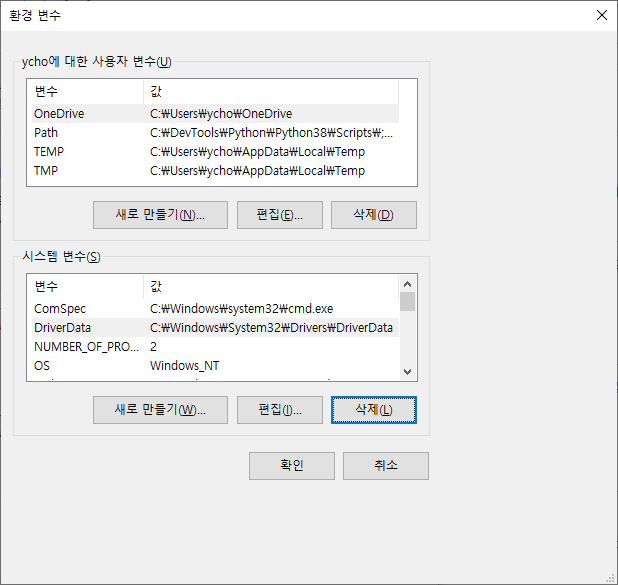 환경 변수
ycho에 대한 사용자 변수(U)
변수 값
OneDrive C:₩Users₩ycho₩OneDrive
Path C:₩DevTools₩Python₩Python38₩Scripts₩;...
TEMP C:₩Users₩ycho₩AppData₩Local₩Temp
TMP C:₩Users₩ycho₩AppData₩Local₩Temp
새로 만들기(N)... 편집(E)... 삭제(D)
시스템 변수(S)
변수 값
ComSpec C:₩Windows₩system32₩cmd.exe
DriverData C:₩Windows₩System32₩Drivers₩DriverData
NUMBER_OF_PRO... 2
OS Windows_NT
새로 만들기(W)... 편집(I)... 삭제(L)
확인 취소